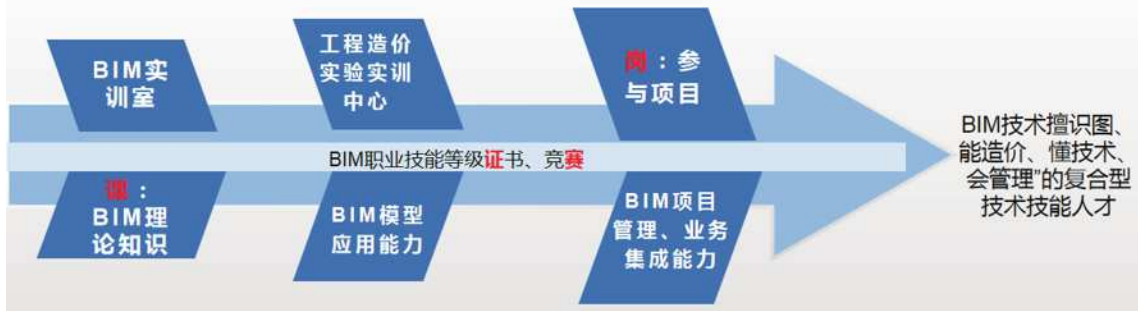 BIM实
训室
工程造价
实验实训
中心
岗：参
与项目
BIM职业技能等级证书、竞赛
课：
BIM理
论知识
BIM模型
应用能力
BIM项目
管理、业务
集成能力
BIM技术擅识图、
能造价、懂技术、
会管理”的复合型
技术技能人才